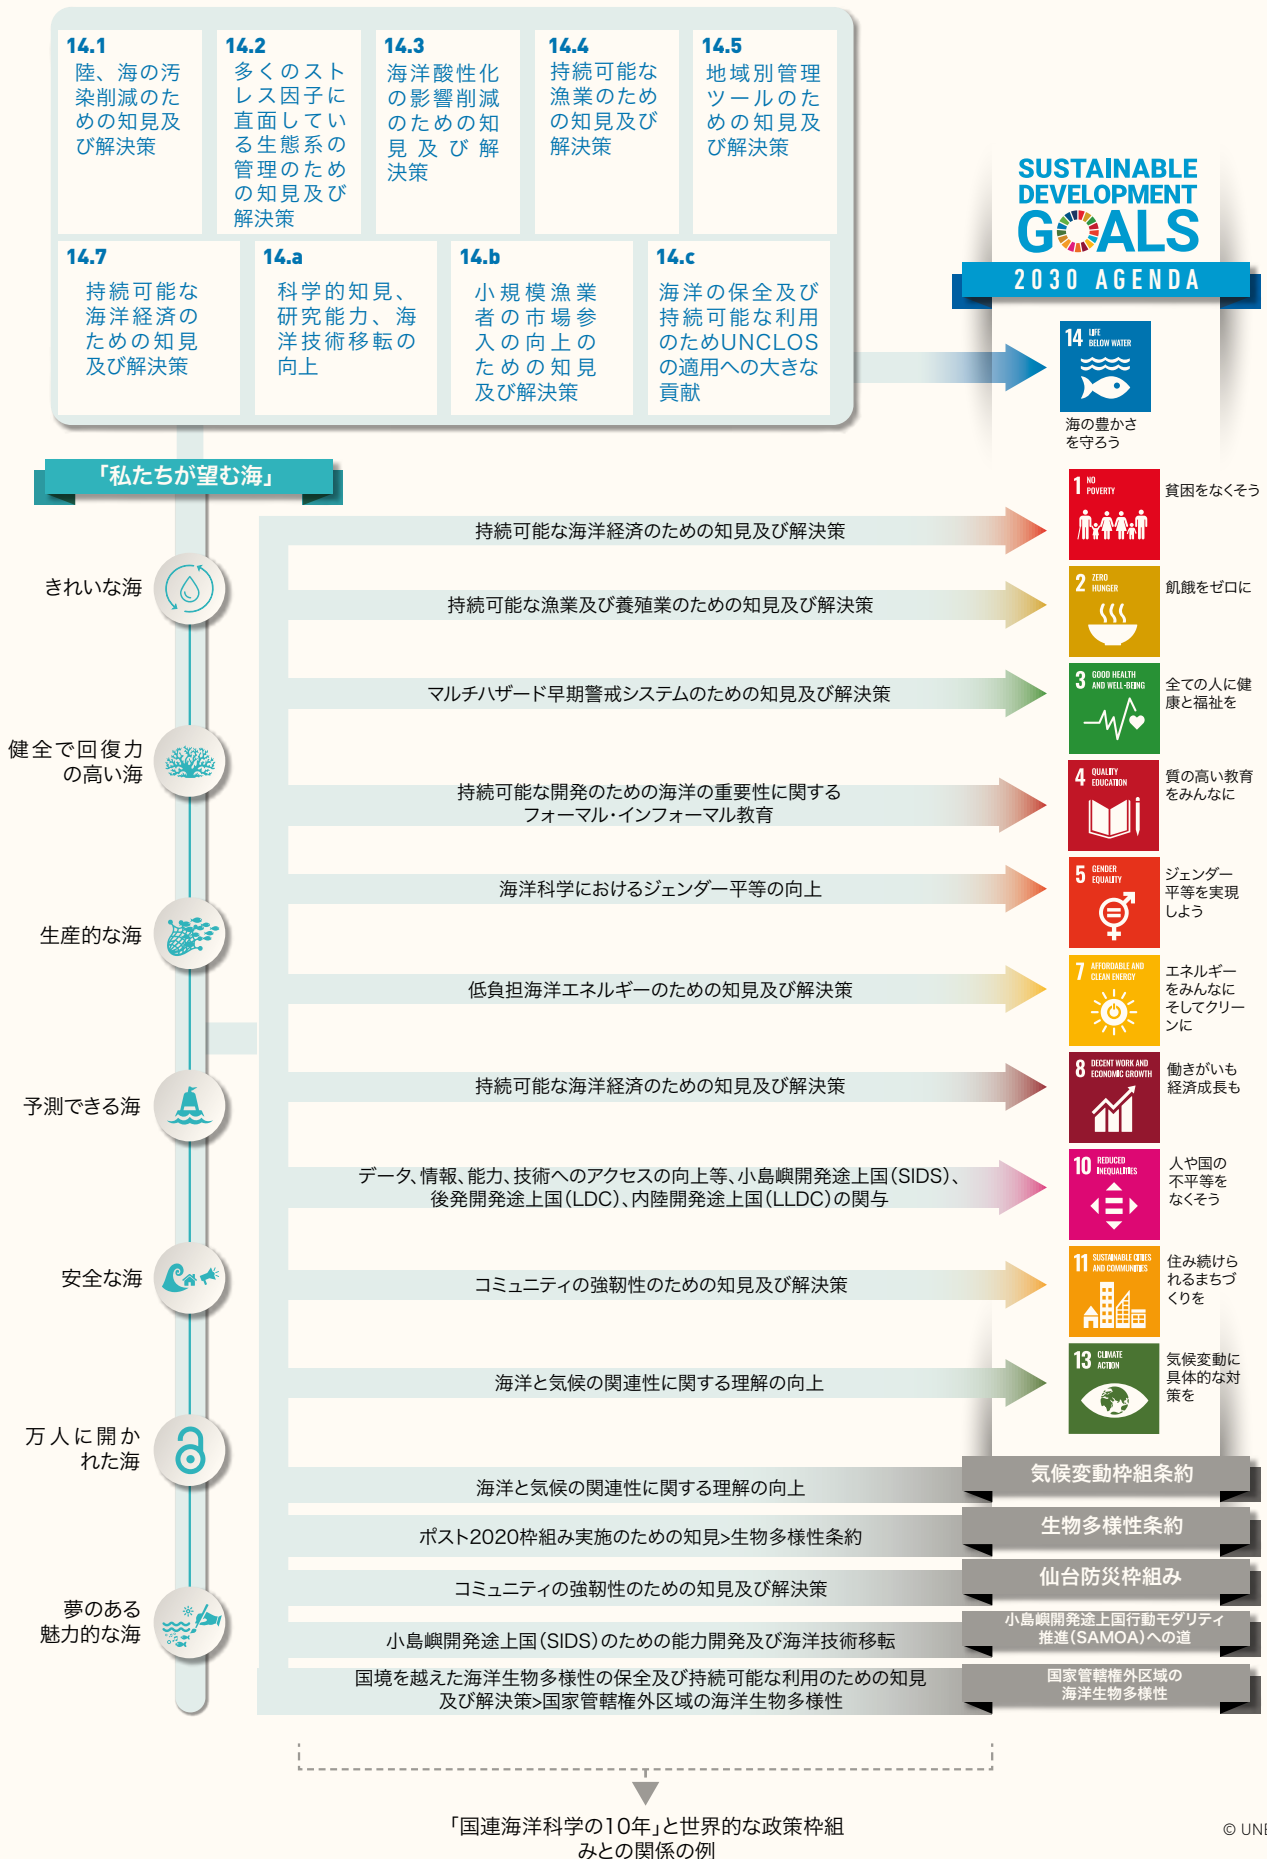 14.1
陸、海の汚
染削減のた
めの知見及
び解決策
14.2
多くのスト
レス因子に
直面してい
る生態系の
管理のため
の知見及び
解決策
14.3
海洋酸性化
の影響削減
のための知
見及び解
決策
14.4
持続可能な
漁業のため
の知見及び
解決策
14.5
地域別管理
ツールのた
めの知見及
び解決策
14.7
持続可能な
海洋経済の
ための知見
及び解決策
14.a
科学的知見、
研究能力、海
洋技術移転の
向上
14.b
小規模漁業
者の市場参
入の向上の
ための知見
及び解決策
14.c
海洋の保全及び
持続可能な利用
のためUNCLOS
の適用への大きな
貢献
SUSTAINABLE
DEVELOPMENT
GOALS
2030 AGENDA
14 LIFE
BELOW WATER
海の豊かさ
を守ろう
「私たちが望む海」
きれいな海
健全で回復力
の高い海
生産的な海
予測できる海
安全な海
万人に開か
れた海
夢のある
魅力的な海
持続可能な海洋経済のための知見及び解決策
1 NO
POVERTY
貧困をなくそう
持続可能な漁業及び養殖業のための知見及び解決策
2 ZERO
HUNGER
飢餓をゼロに
マルチハザード早期警戒システムのための知見及び解決策
3 GOOD HEALTH
AND WELL-BEING
全ての人に健
康と福祉を
持続可能な開発のための海洋の重要性に関する
フォーマル・インフォーマル教育
4 QUALITY
EDUCATION
質の高い教育
をみんなに
海洋科学におけるジェンダー平等の向上
5 GENDER
EQUALITY
ジェンダー
平等を実現
しよう
低負担海洋エネルギーのための知見及び解決策
7 AFFORDABLE AND
CLEAN ENERGY
エネルギー
をみんなに
そしてクリー
ンに
持続可能な海洋経済のための知見及び解決策
8 DECENT WORK AND
ECONOMIC GROWTH
働きがいも
経済成長も
データ、情報、能力、技術へのアクセスの向上等、小島嶼開発途上国(SIDS)、
後発開発途上国(LDC)、内陸開発途上国(LLDC)の関与
10 REDUCED
INEQUALITIES
人や国の
不平等を
なくそう
コミュニティの強靭性のための知見及び解決策
11 SUSTAINABLE CITIES
AND COMMUNITIES
住み続けら
れるまちづ
くりを
海洋と気候の関連性に関する理解の向上
13 CLIMATE
ACTION
気候変動に
具体的な対
策を
海洋と気候の関連性に関する理解の向上
気候変動枠組条約
ポスト2020枠組み実施のための知見>生物多様性条約
生物多様性条約
コミュニティの強靭性のための知見及び解決策
仙台防災枠組み
小島嶼開発途上国(SIDS)のための能力開発及び海洋技術移転
小島嶼開発途上国行動モダリティ
推進(SAMOA)への道
国境を越えた海洋生物多様性の保全及び持続可能な利用のための知見
及び解決策>国家管轄権外区域の海洋生物多様性
国家管轄権外区域の
海洋生物多様性
「国連海洋科学の10年」と世界的な政策枠組
みとの関係の例
© UNE